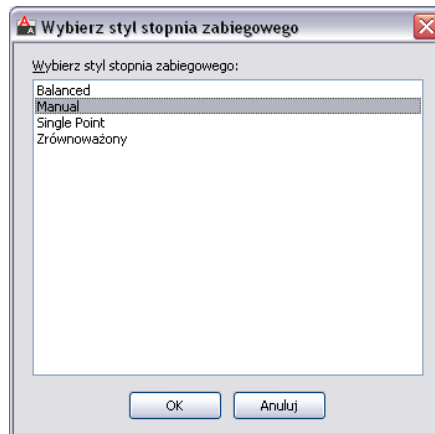 Wybierz styl stopnia zabiegowego
Wybierz styl stopnia zabiegowego:
Balanced
Manual
Single Point
Zrównoważony
OK
Anuluj